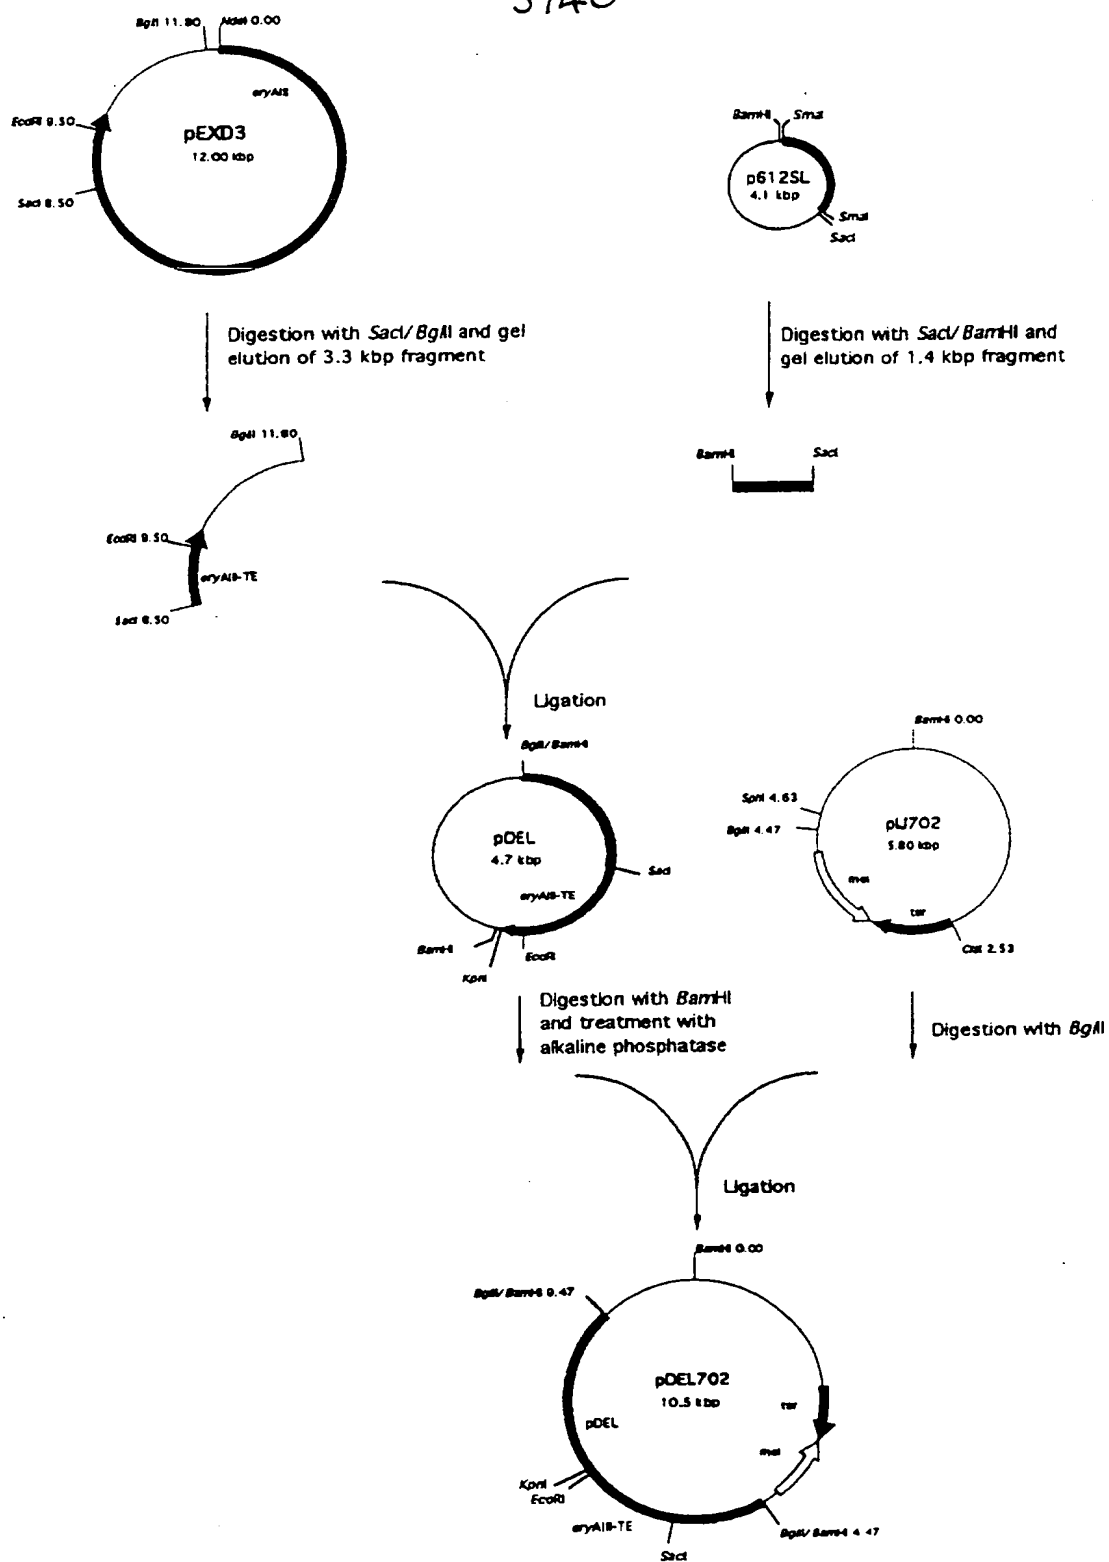 5740
BglII 11.80
NdeI 0.00
eryAIII
EcoRI 9.50
pEXD3
12.00 kbp
SacI 8.50
BamHI
SmaI
p612SL
4.1 kbp
SmaI
SacI
Digestion with SacI/BglII and gel
elution of 3.3 kbp fragment
Digestion with SacI/BamHI and
gel elution of 1.4 kbp fragment
BglII 11.80
BamHI
SacI
EcoRI 9.50
eryAIII-TE
SacI 8.50
Ligation
BglII/BamHI
BamHI 0.00
pDEL
4.7 kbp
SacI
eryAIII-TE
BamHI
KpnI
EcoRI
SphI 4.63
BglII 4.47
pIJ702
5.80 kbp
mel
tsr
ClaI 2.53
Digestion with BamHI
and treatment with
alkaline phosphatase
Digestion with BglII
Ligation
BamHI 0.00
BglII/BamHI 9.47
pDEL702
10.5 kbp
tsr
pDEL
mel
KpnI
EcoRI
eryAIII-TE
SacI
BglII/BamHI 4.47